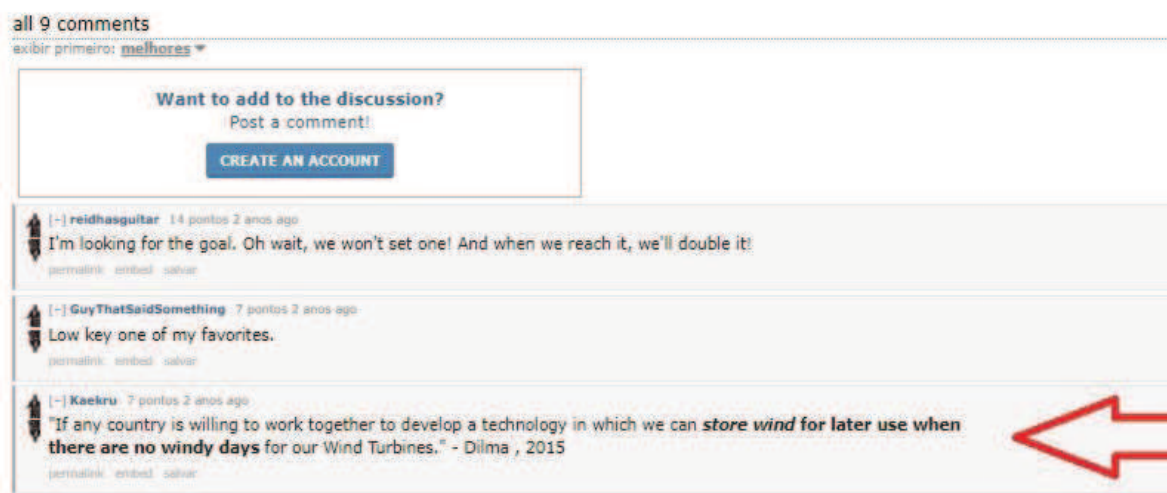 all 9 comments
exibir primeiro: melhores
Want to add to the discussion?
Post a comment!
CREATE AN ACCOUNT
[–] reidhasguitar 14 pontos 2 anos ago
I'm looking for the goal. Oh wait, we won't set one! And when we reach it, we'll double it!
permalink embed salvar
[–] GuyThatSaidSomething 7 pontos 2 anos ago
Low key one of my favorites.
permalink embed salvar
[–] Kaekru 7 pontos 2 anos ago
"If any country is willing to work together to develop a technology in which we can store wind for later use when
there are no windy days for our Wind Turbines." - Dilma , 2015
permalink embed salvar